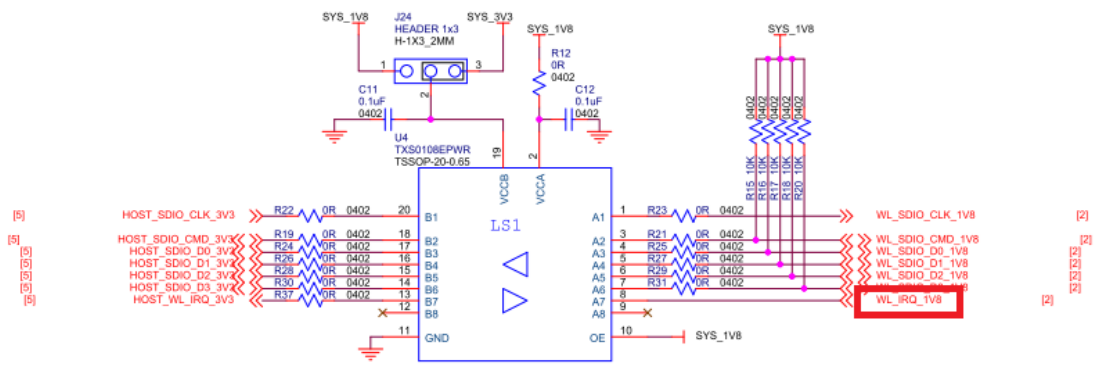 SYS_1V8 J24 SYS_3V3
HEADER 1x3
H-1X3_2MM
1 3
2
SYS_1V8
R12
0R
0402
C11
0.1uF
0402
C12
0.1uF
0402
SYS_1V8
0402
0402
0402
0402
0402
R15 10K
R16 10K
R17 10K
R18 10K
R20 10K
U4
TXS0108EPWR
TSSOP-20-0.65
19 2
VCCB VCCA
LS1
[5] HOST_SDIO_CLK_3V3 R22 0R 0402 20 B1 A1 1 R23 0R 0402 WL_SDIO_CLK_1V8 [2]
[5] HOST_SDIO_CMD_3V3 R19 0R 0402 18 B2 A2 3 R21 0R 0402 WL_SDIO_CMD_1V8 [2]
[5] HOST_SDIO_D0_3V3 R24 0R 0402 17 B3 A3 4 R25 0R 0402 WL_SDIO_D0_1V8 [2]
[5] HOST_SDIO_D1_3V3 R26 0R 0402 16 B4 A4 5 R27 0R 0402 WL_SDIO_D1_1V8 [2]
[5] HOST_SDIO_D2_3V3 R28 0R 0402 15 B5 A5 6 R29 0R 0402 WL_SDIO_D2_1V8 [2]
[5] HOST_SDIO_D3_3V3 R30 0R 0402 14 B6 A6 7 R31 0R 0402 [2]
[5] HOST_WL_IRQ_3V3 R37 0R 0402 13 B7 A7 8 WL_IRQ_1V8 [2]
12 B8 A8 9
11 GND OE 10 SYS_1V8